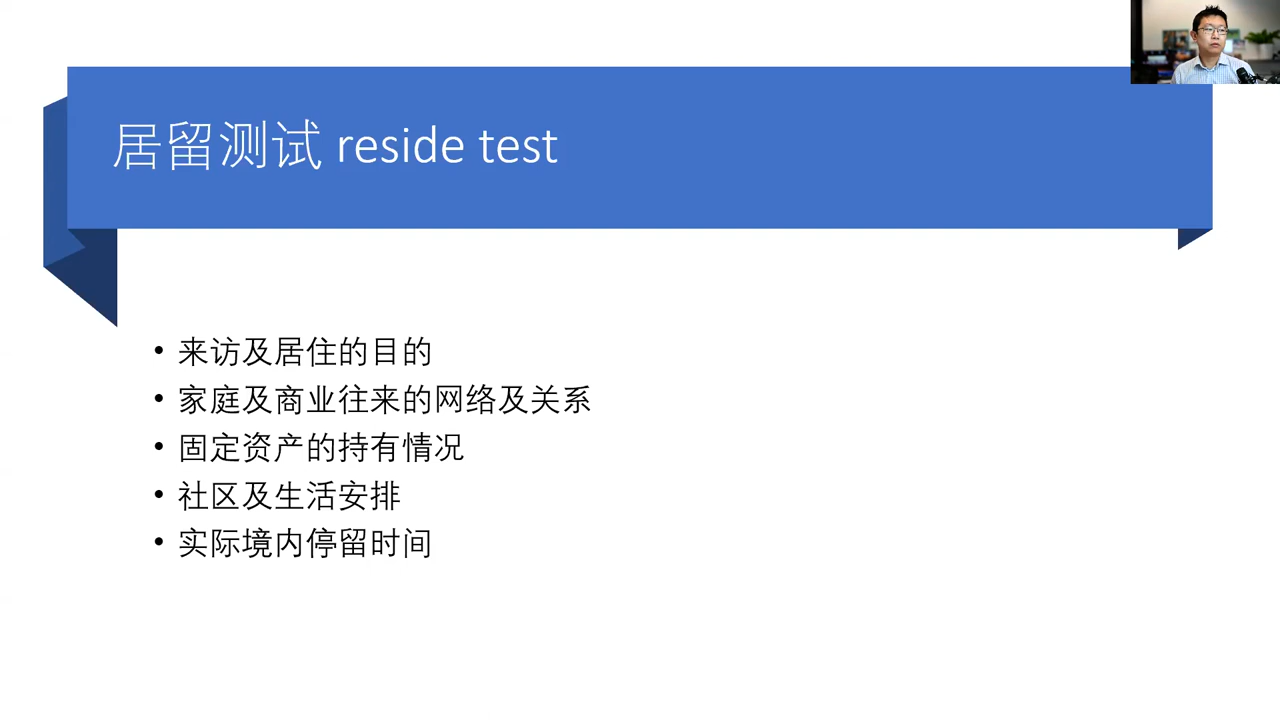 居留测试 reside test
• 来访及居住的目的
• 家庭及商业往来的网络及关系
• 固定资产的持有情况
• 社区及生活安排
• 实际境内停留时间